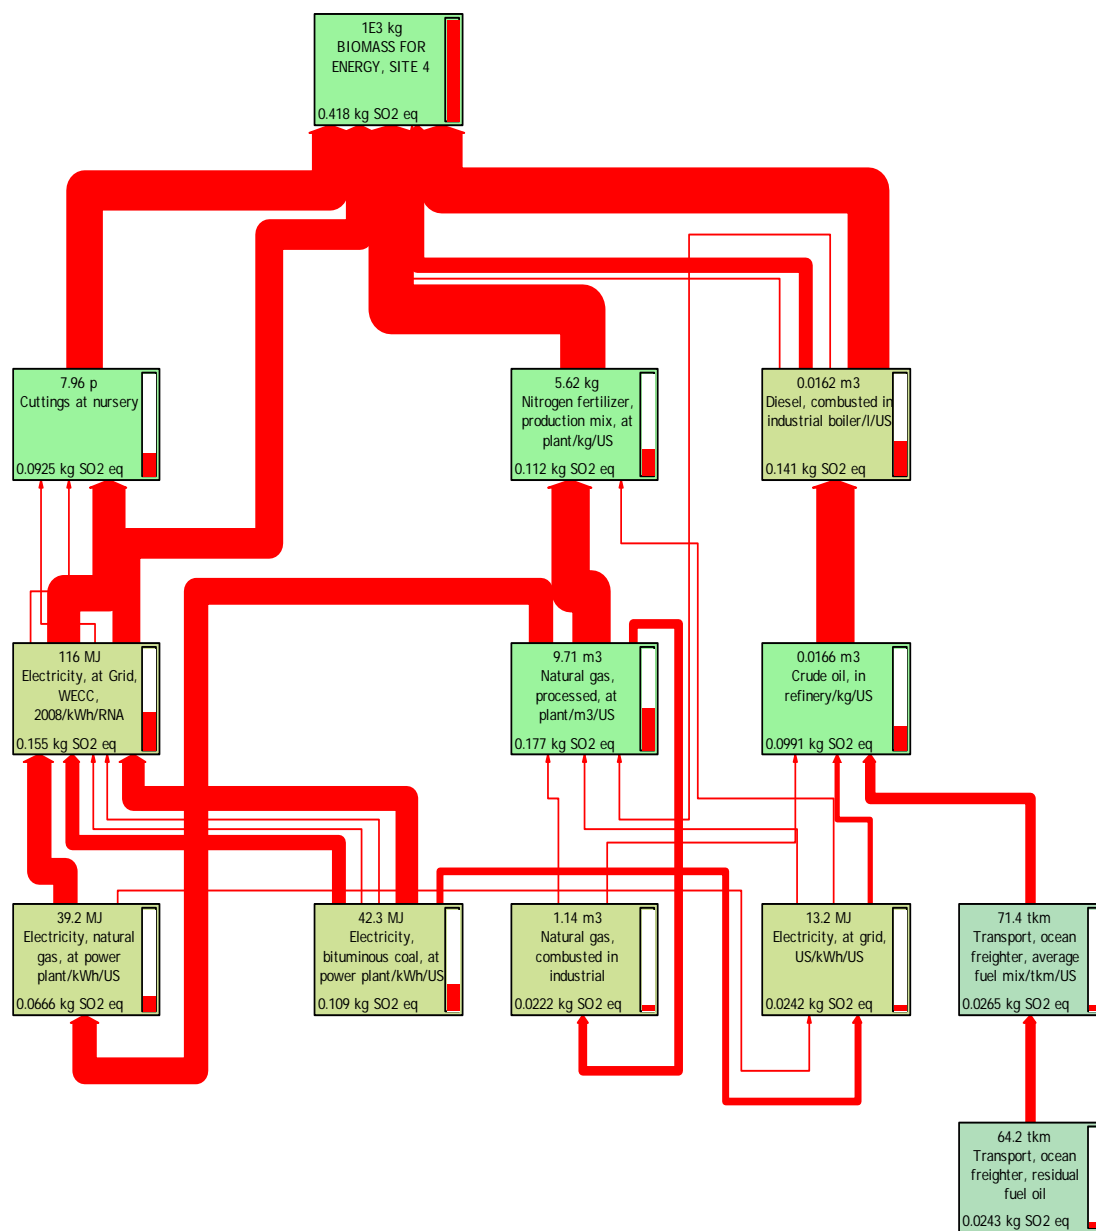 1E3 kg
BIOMASS FOR
ENERGY, SITE 4
0.418 kg SO2 eq
7.96 p
Cuttings at nursery
0.0925 kg SO2 eq
5.62 kg
Nitrogen fertilizer,
production mix, at
plant/kg/US
0.112 kg SO2 eq
0.0162 m3
Diesel, combusted in
industrial boiler/l/US
0.141 kg SO2 eq
116 MJ
Electricity, at Grid,
WECC,
2008/kWh/RNA
0.155 kg SO2 eq
9.71 m3
Natural gas,
processed, at
plant/m3/US
0.177 kg SO2 eq
0.0166 m3
Crude oil, in
refinery/kg/US
0.0991 kg SO2 eq
39.2 MJ
Electricity, natural
gas, at power
plant/kWh/US
0.0666 kg SO2 eq
42.3 MJ
Electricity,
bituminous coal, at
power plant/kWh/US
0.109 kg SO2 eq
1.14 m3
Natural gas,
combusted in
industrial
0.0222 kg SO2 eq
13.2 MJ
Electricity, at grid,
US/kWh/US
0.0242 kg SO2 eq
71.4 tkm
Transport, ocean
freighter, average
fuel mix/tkm/US
0.0265 kg SO2 eq
64.2 tkm
Transport, ocean
freighter, residual
fuel oil
0.0243 kg SO2 eq